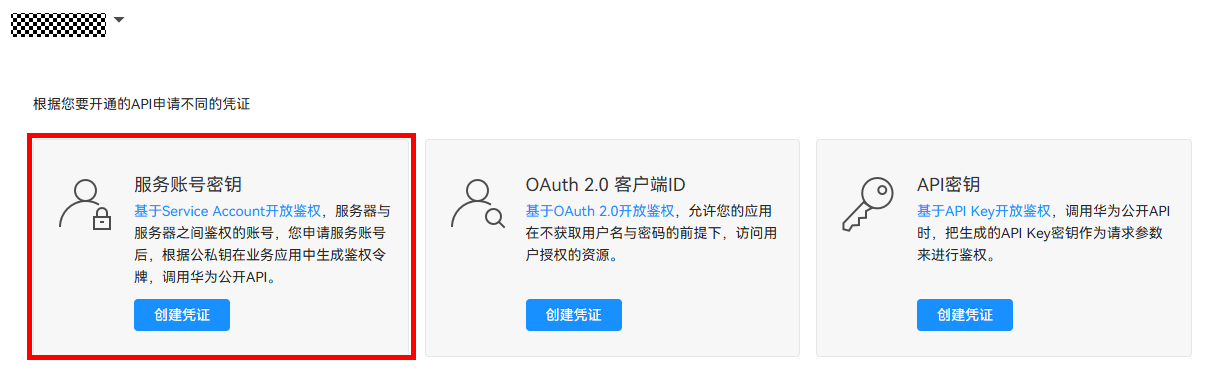 根据您要开通的API申请不同的凭证
服务账号密钥
基于Service Account开放鉴权，服务器与
服务器之间鉴权的账号，您申请服务账号
后，根据公私钥在业务应用中生成鉴权令
牌，调用华为公开API。
创建凭证
OAuth 2.0 客户端ID
基于OAuth 2.0开放鉴权，允许您的应用
在不获取用户名与密码的前提下，访问用
户授权的资源。
创建凭证
API密钥
基于API Key开放鉴权，调用华为公开API
时，把生成的API Key密钥作为请求参数
来进行鉴权。
创建凭证